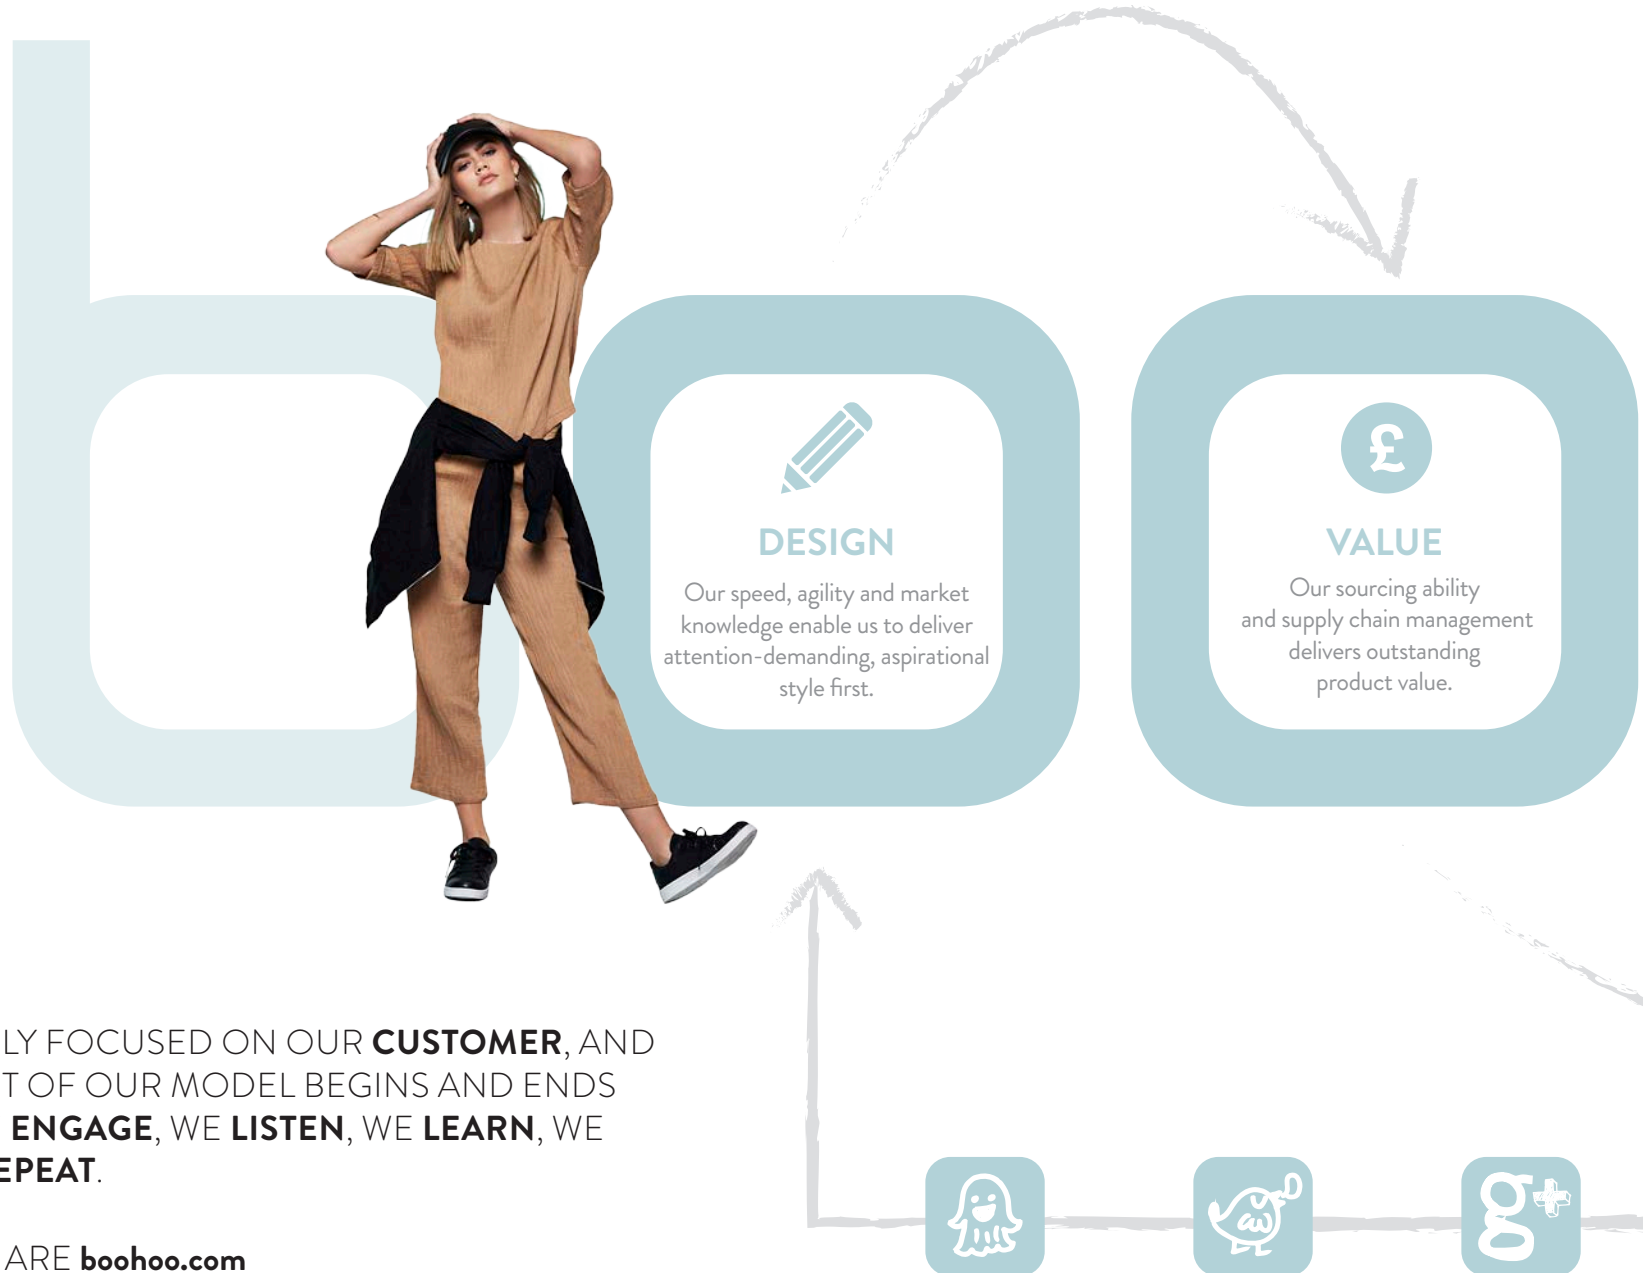 boo
DESIGN
Our speed, agility and market
knowledge enable us to deliver
attention-demanding, aspirational
style first.
£
VALUE
Our sourcing ability
and supply chain management
delivers outstanding
product value.
LY FOCUSED ON OUR CUSTOMER, AND
T OF OUR MODEL BEGINS AND ENDS
ENGAGE, WE LISTEN, WE LEARN, WE
EPEAT.
ARE boohoo.com
aw
g+